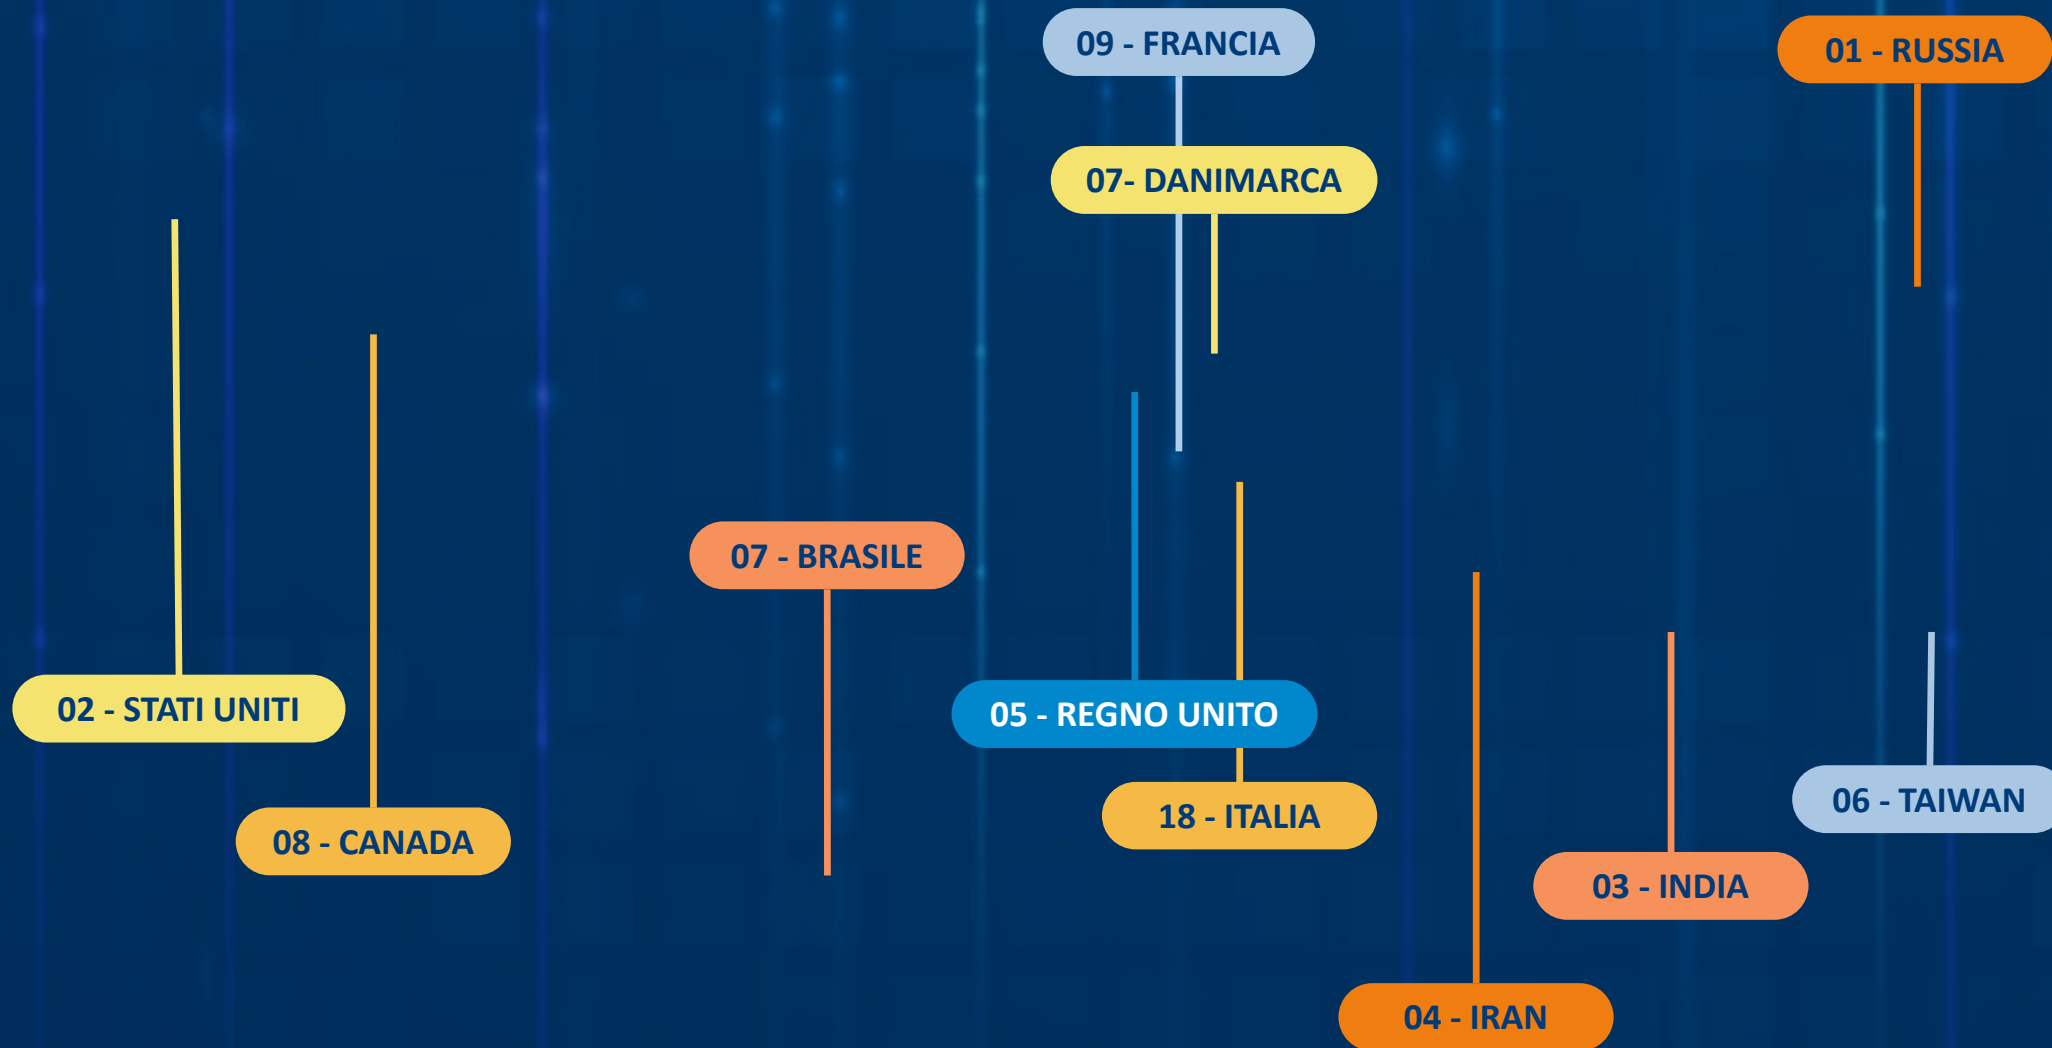 09 - FRANCIA
01 - RUSSIA
07- DANIMARCA
07 - BRASILE
02 - STATI UNITI
05 - REGNO UNITO
06 - TAIWAN
18 - ITALIA
08 - CANADA
03 - INDIA
04 - IRAN